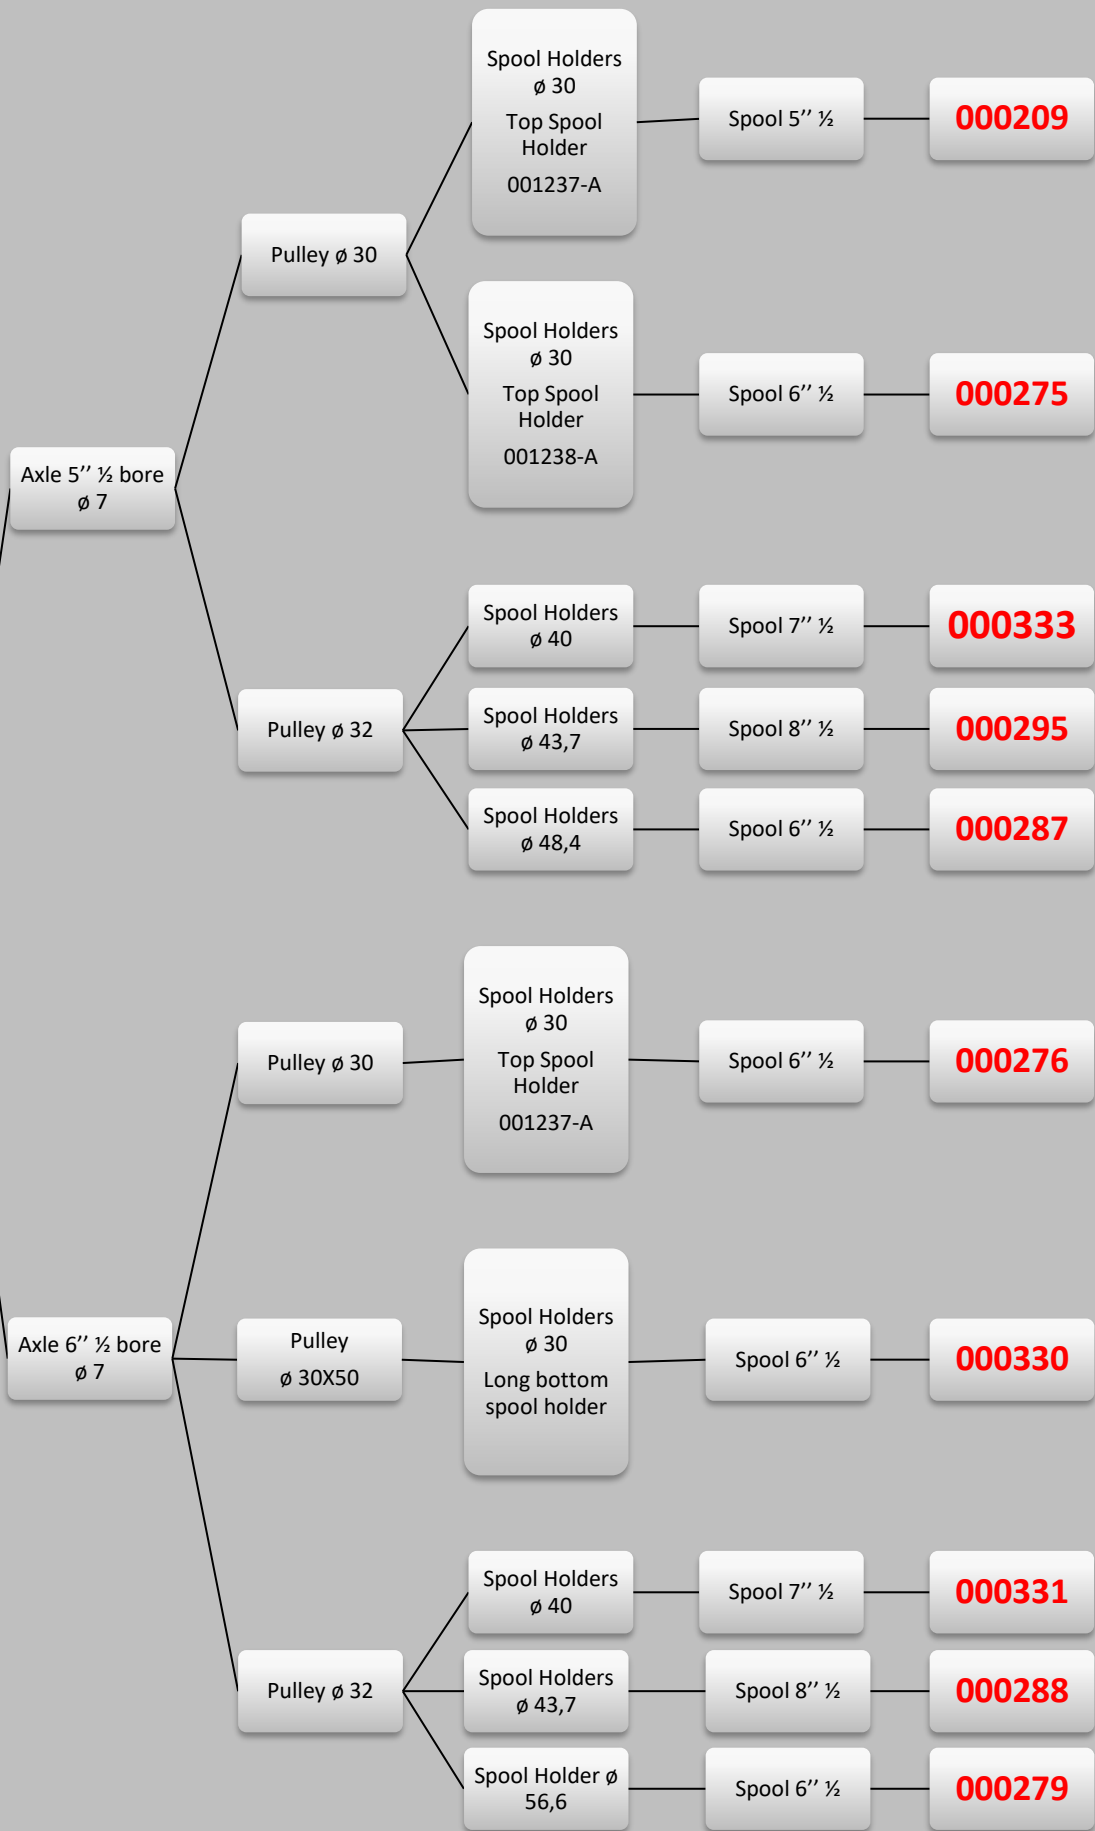 Axle 5’’ ½ bore
ø 7
Pulley ø 30
Spool Holders
ø 30
Top Spool
Holder
001237-A
Spool 5’’ ½
000209
Spool Holders
ø 30
Top Spool
Holder
001238-A
Spool 6’’ ½
000275
Pulley ø 32
Spool Holders
ø 40
Spool 7’’ ½
000333
Spool Holders
ø 43,7
Spool 8’’ ½
000295
Spool Holders
ø 48,4
Spool 6’’ ½
000287
Axle 6’’ ½ bore
ø 7
Pulley ø 30
Spool Holders
ø 30
Top Spool
Holder
001237-A
Spool 6’’ ½
000276
Pulley
ø 30X50
Spool Holders
ø 30
Long bottom
spool holder
Spool 6’’ ½
000330
Pulley ø 32
Spool Holders
ø 40
Spool 7’’ ½
000331
Spool Holders
ø 43,7
Spool 8’’ ½
000288
Spool Holder ø
56,6
Spool 6’’ ½
000279